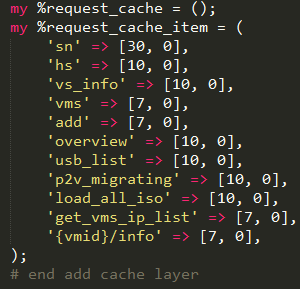 my %request_cache = ();
my %request_cache_item = (
    'sn' => [30, 0],
    'hs' => [10, 0],
    'vs_info' => [10, 0],
    'vms' => [7, 0],
    'add' => [7, 0],
    'overview' => [10, 0],
    'usb_list' => [10, 0],
    'p2v_migrating' => [10, 0],
    'load_all_iso' => [10, 0],
    'get_vms_ip_list' => [7, 0],
    '{vmid}/info' => [7, 0],
);
# end add cache layer